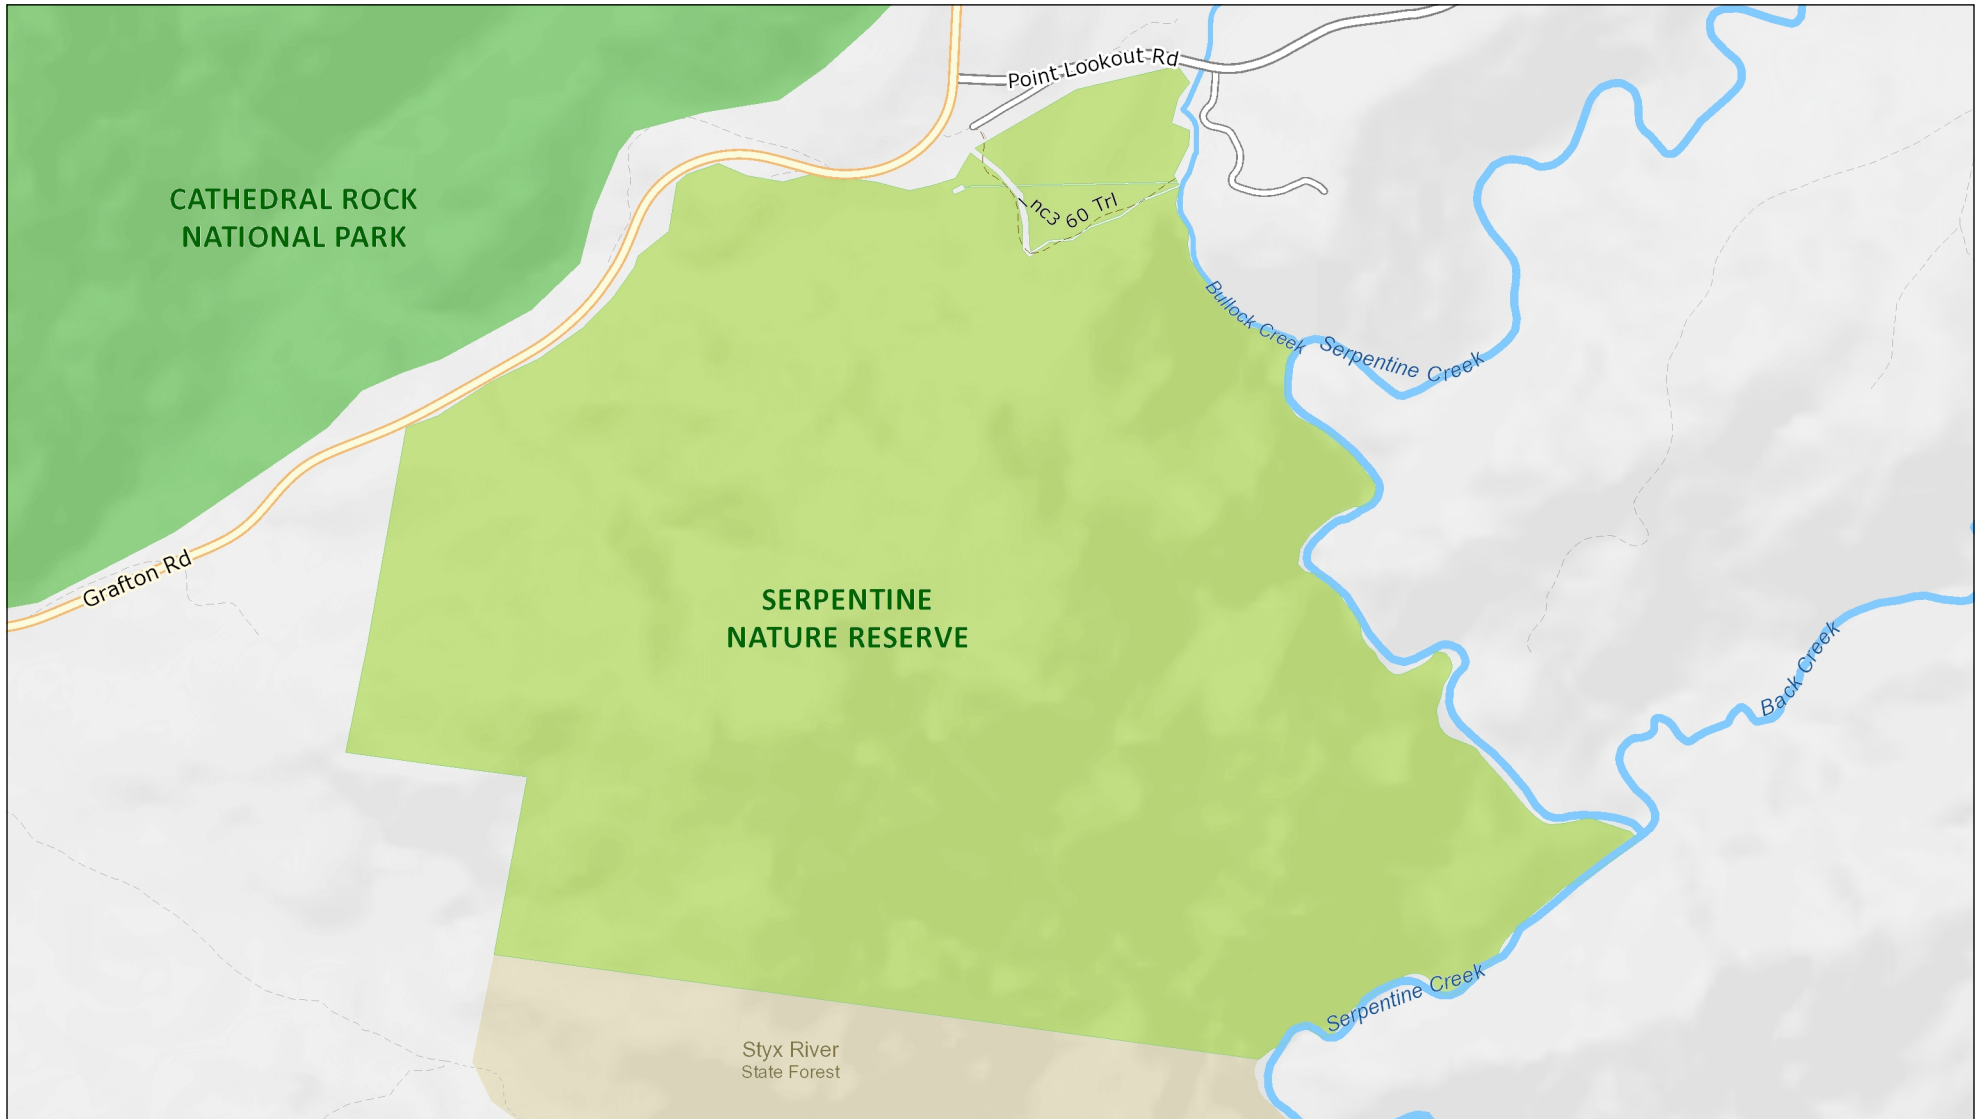 Point Lookout Rd
CATHEDRAL ROCK
NATIONAL PARK
nc3 60 Trl
Bullock Creek
Serpentine Creek
Grafton Rd
SERPENTINE
NATURE RESERVE
Back Creek
Serpentine Creek
Styx River
State Forest